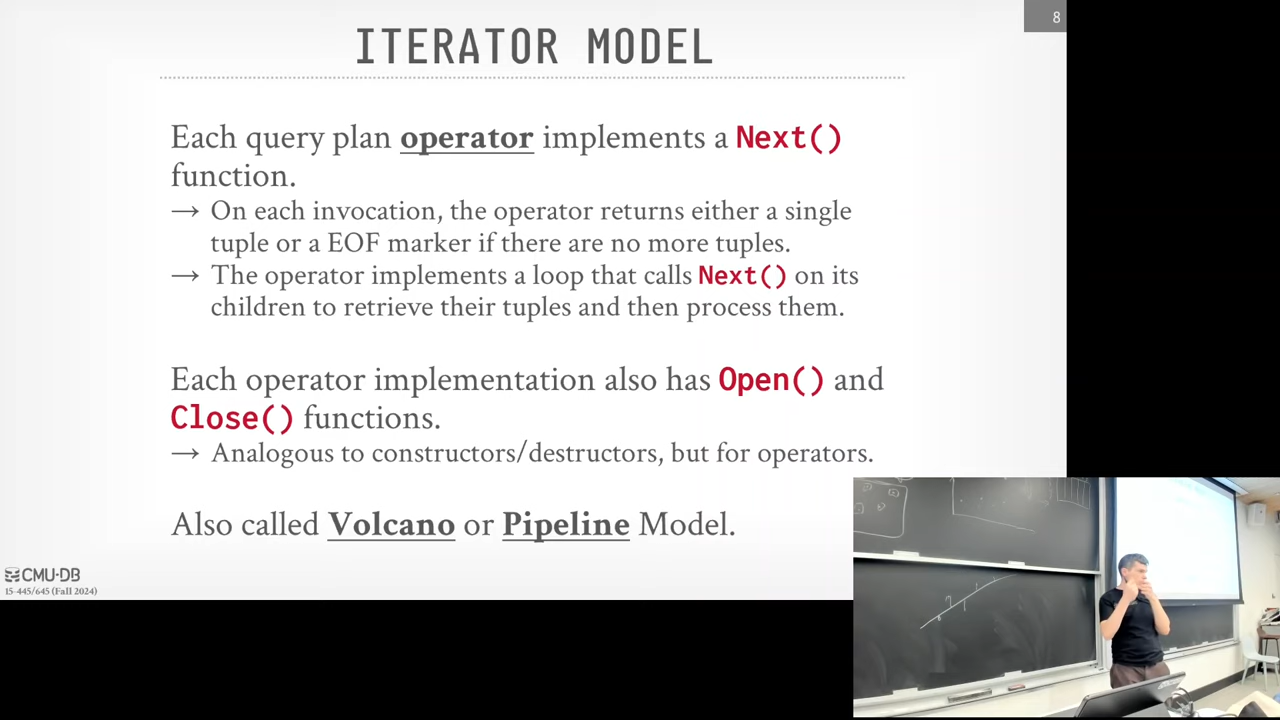 8
ITERATOR MODEL
Each query plan operator implements a Next()
function.
→ On each invocation, the operator returns either a single
tuple or a EOF marker if there are no more tuples.
→ The operator implements a loop that calls Next() on its
children to retrieve their tuples and then process them.
Each operator implementation also has Open() and
Close() functions.
→ Analogous to constructors/destructors, but for operators.
Also called Volcano or Pipeline Model.
CMU·DB
15-445/645 (Fall 2024)